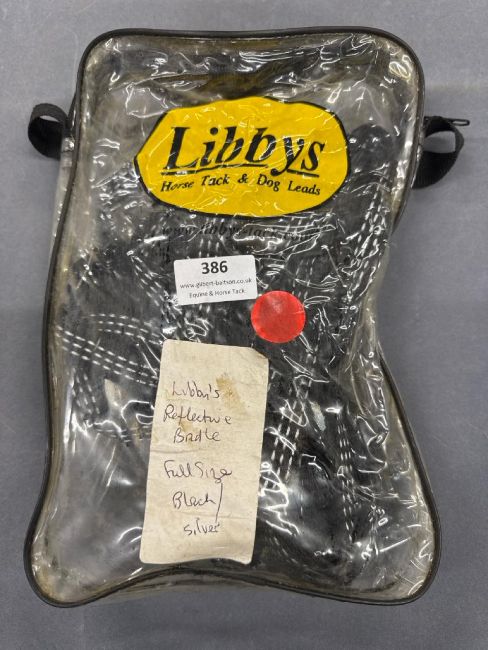 Libbys
Horse Tack & Dog Leads
386
www.gilbert-baitson.co.uk
Equine & Horse Tack
Libby's
Reflective
Bridle
Full Size
Black/
Silver